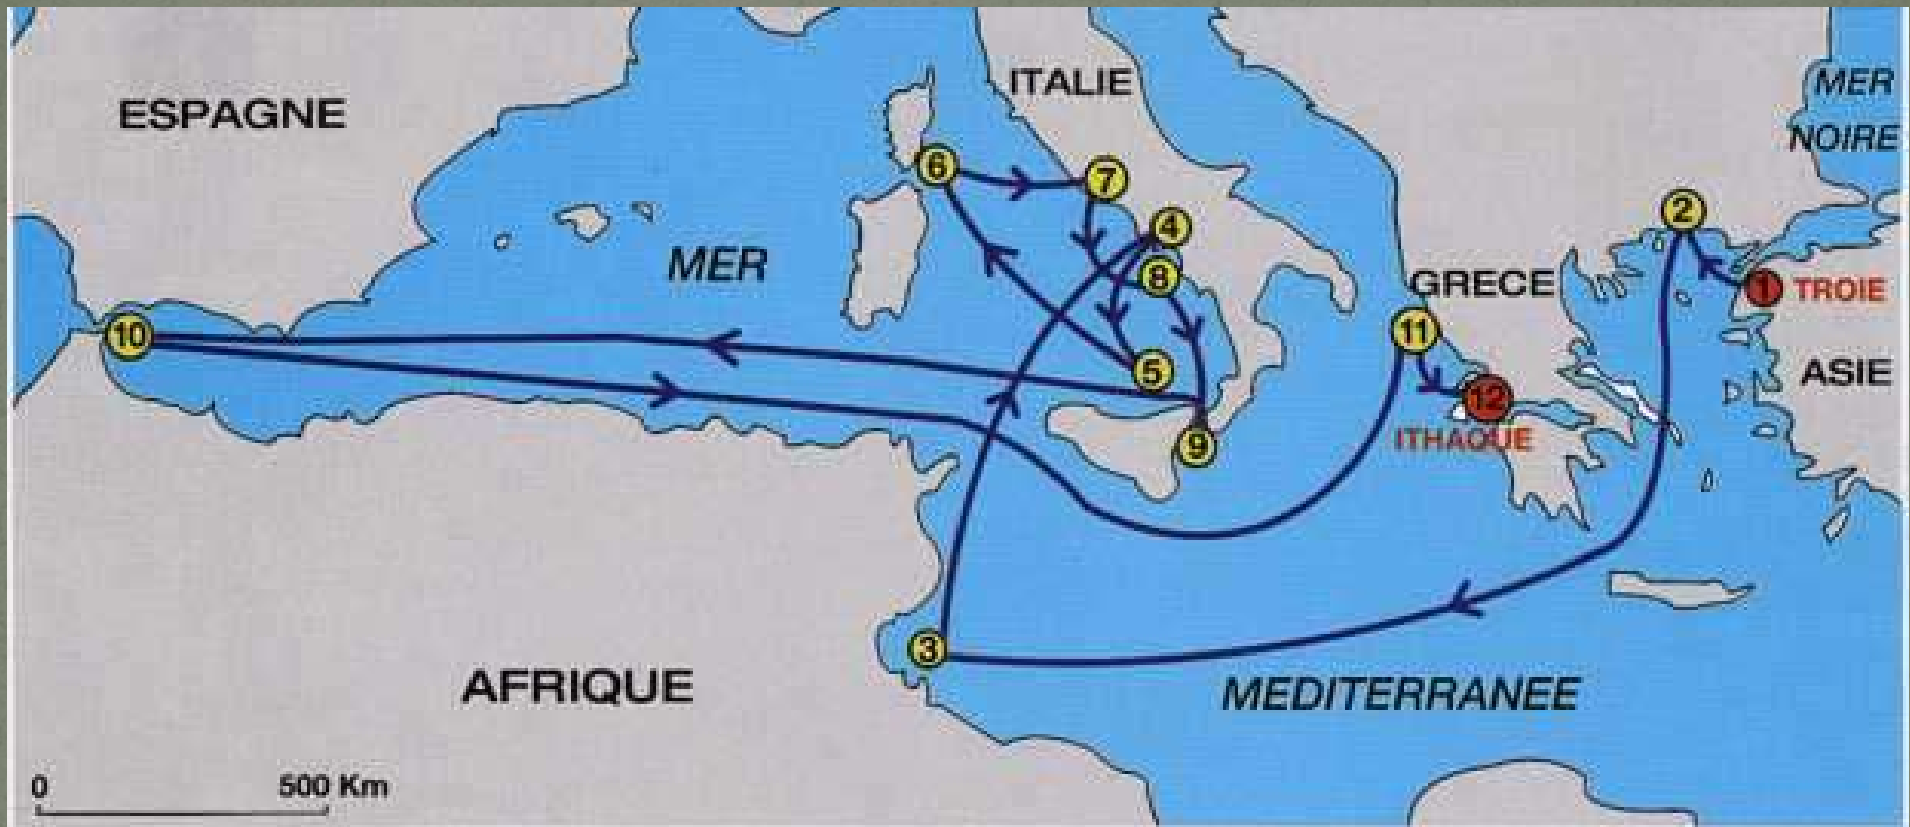 ITALIE
ESPAGNE
MER
NOIRE
6
7
4
2
MER
8
GRECE
1
TROIE
10
11
5
ASIE
12
9
ITHAQUE
3
AFRIQUE
MEDITERRANEE
0 500 Km